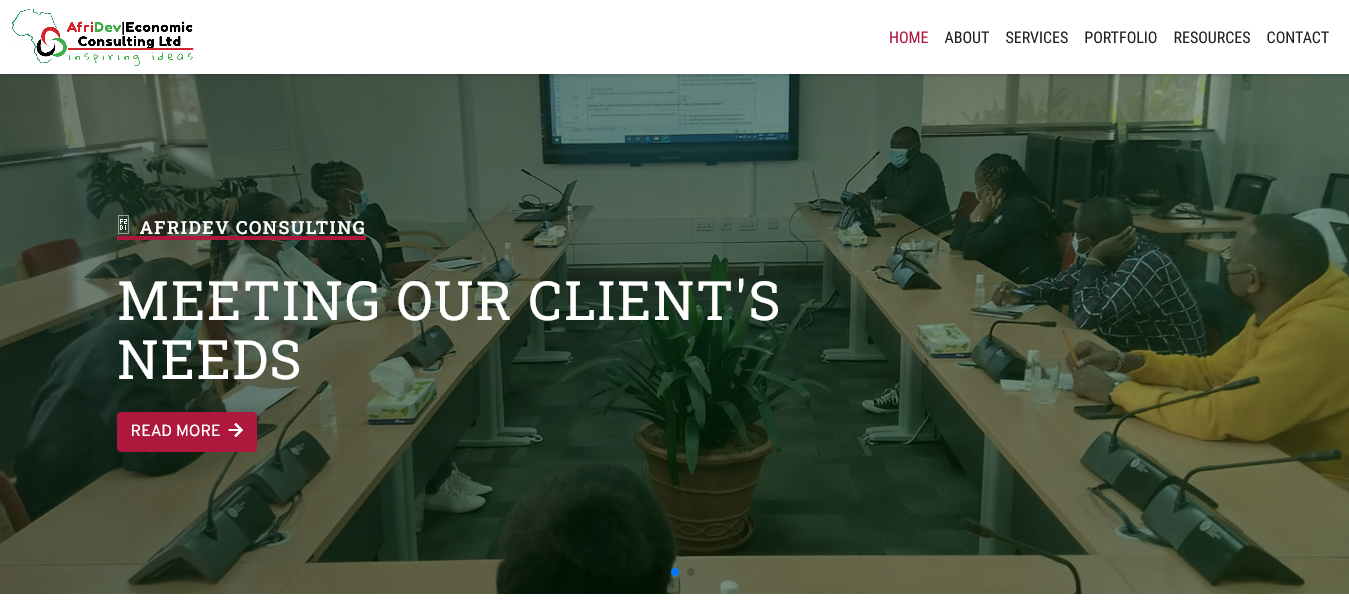 AfriDev|Economic
Consulting Ltd
inspiring ideas
HOME ABOUT SERVICES PORTFOLIO RESOURCES CONTACT
AFRIDEV CONSULTING
MEETING OUR CLIENT'S
NEEDS
READ MORE